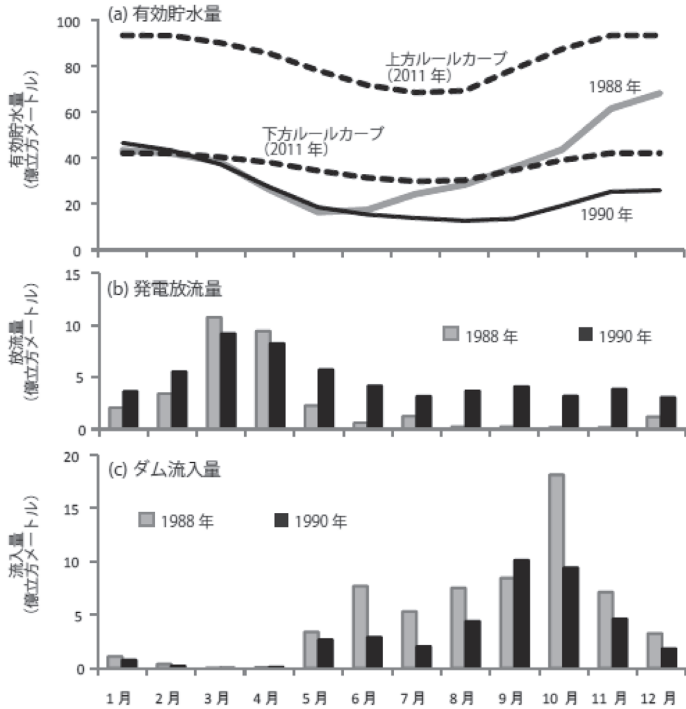 (a) 有効貯水量
100
80
60
40
20
0
有効貯水量
（億立方メートル）
上方ルールカーブ
（2011 年）
1988 年
下方ルールカーブ
（2011 年）
1990 年
(b) 発電放流量
15
10
5
0
放流量
（億立方メートル）
1988 年
1990 年
(c) ダム流入量
20
15
10
5
0
流入量
（億立方メートル）
1988 年
1990 年
1 月 2 月 3 月 4 月 5 月 6 月 7 月 8 月 9 月 10 月 11 月 12 月